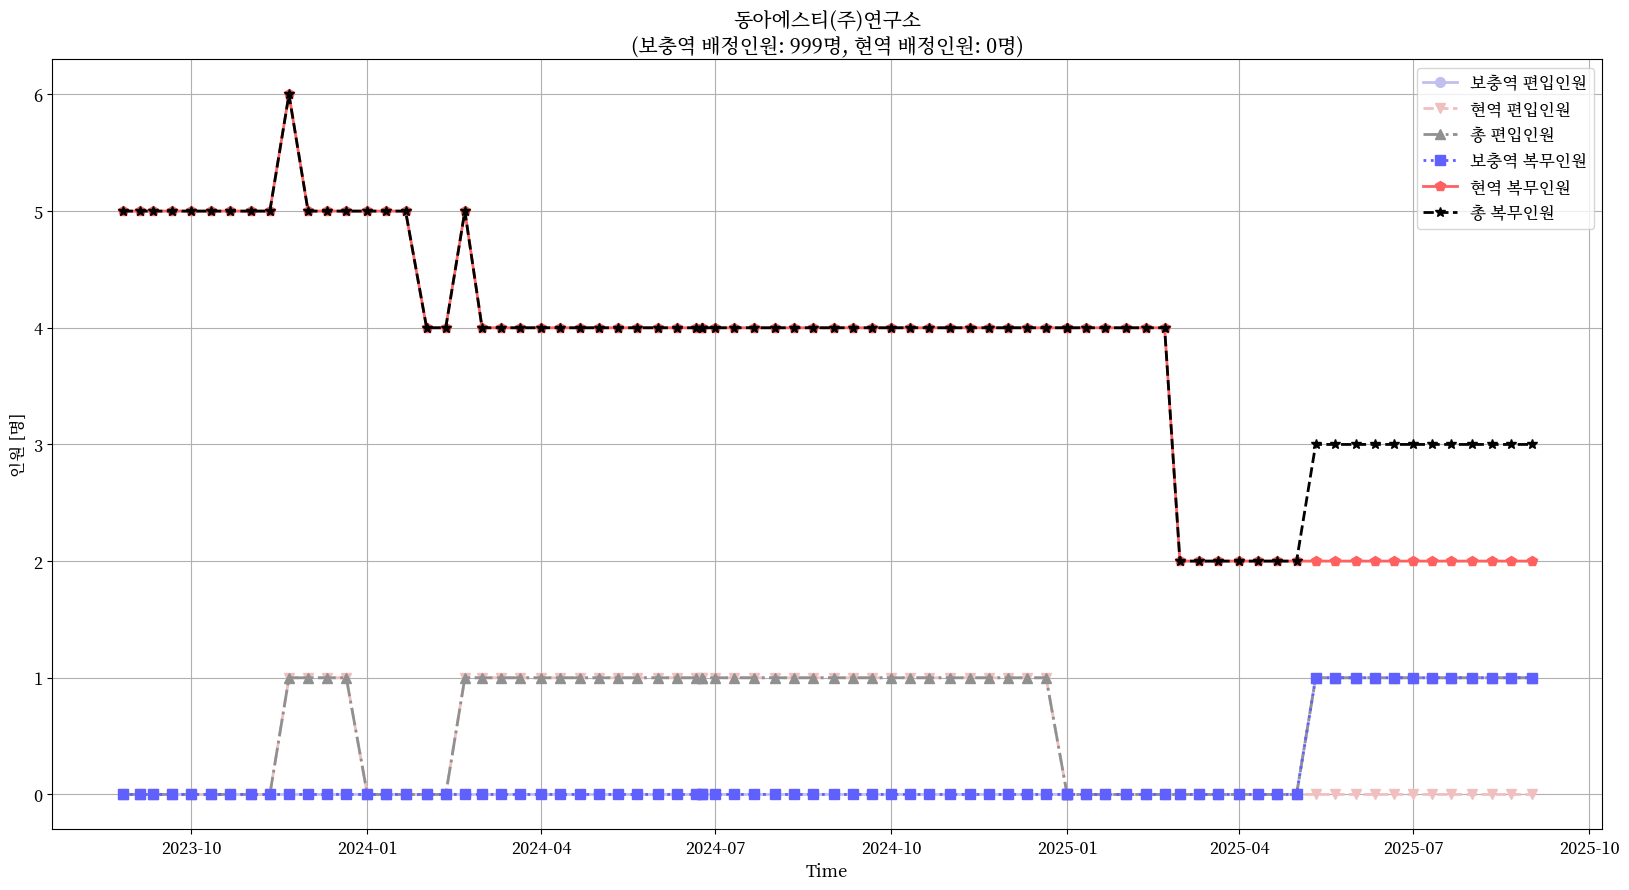 동아에스티(주)연구소
(보충역 배정인원: 999명, 현역 배정인원: 0명)
보충역 편입인원
현역 편입인원
총 편입인원
보충역 복무인원
현역 복무인원
총 복무인원
인원 [명]
6
5
4
3
2
1
0
2023-10
2024-01
2024-04
2024-07
2024-10
2025-01
2025-04
2025-07
2025-10
Time